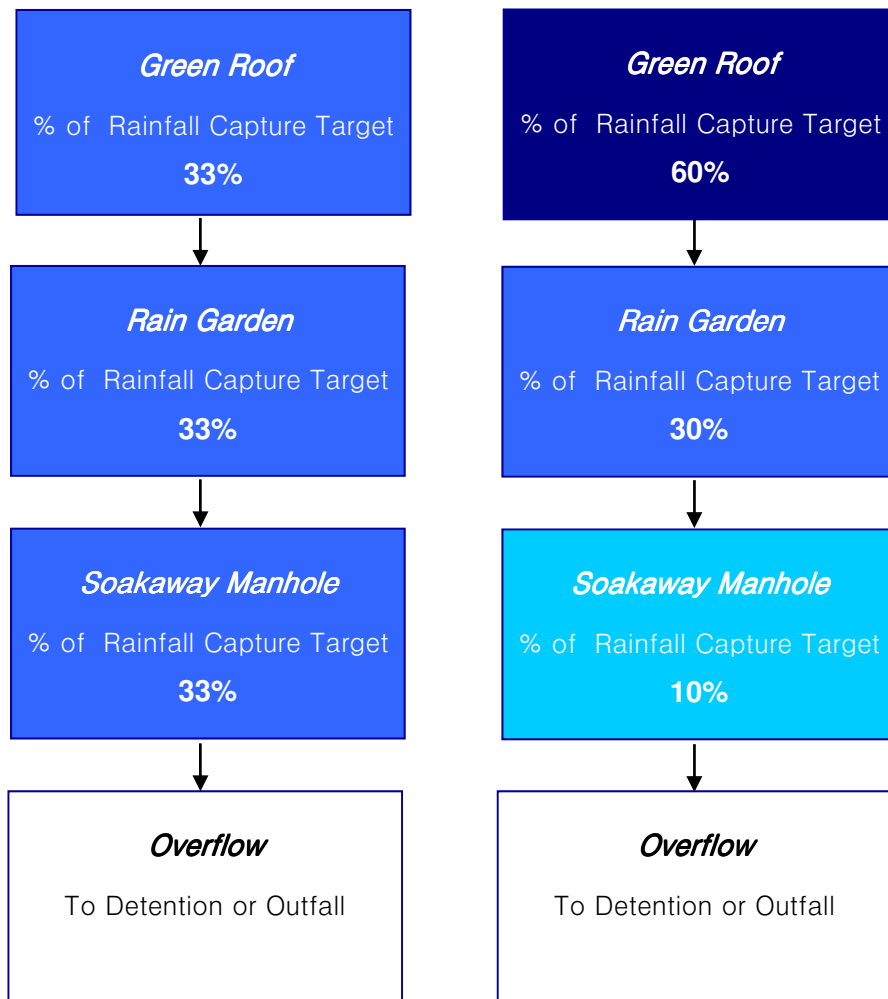 Green Roof
% of Rainfall Capture Target
33%
Rain Garden
% of Rainfall Capture Target
33%
Soakaway Manhole
% of Rainfall Capture Target
33%
Overflow
To Detention or Outfall
Green Roof
% of Rainfall Capture Target
60%
Rain Garden
% of Rainfall Capture Target
30%
Soakaway Manhole
% of Rainfall Capture Target
10%
Overflow
To Detention or Outfall